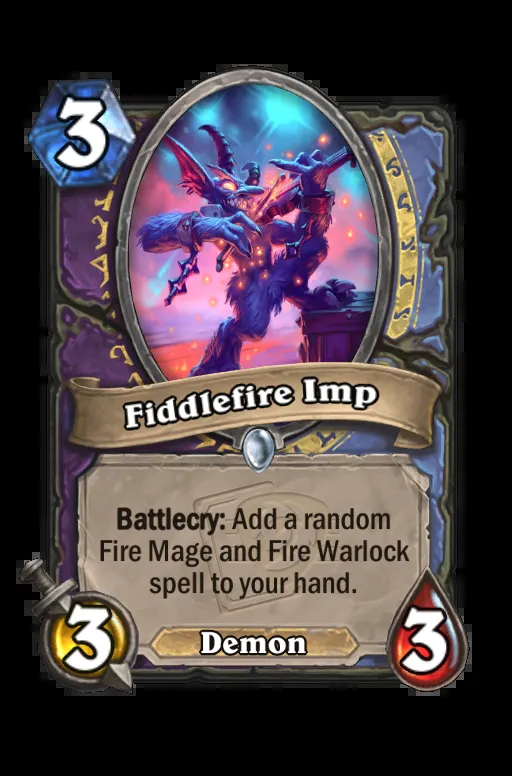 3
Fiddlefire Imp
Battlecry: Add a random
Fire Mage and Fire Warlock
spell to your hand.
3
Demon
3